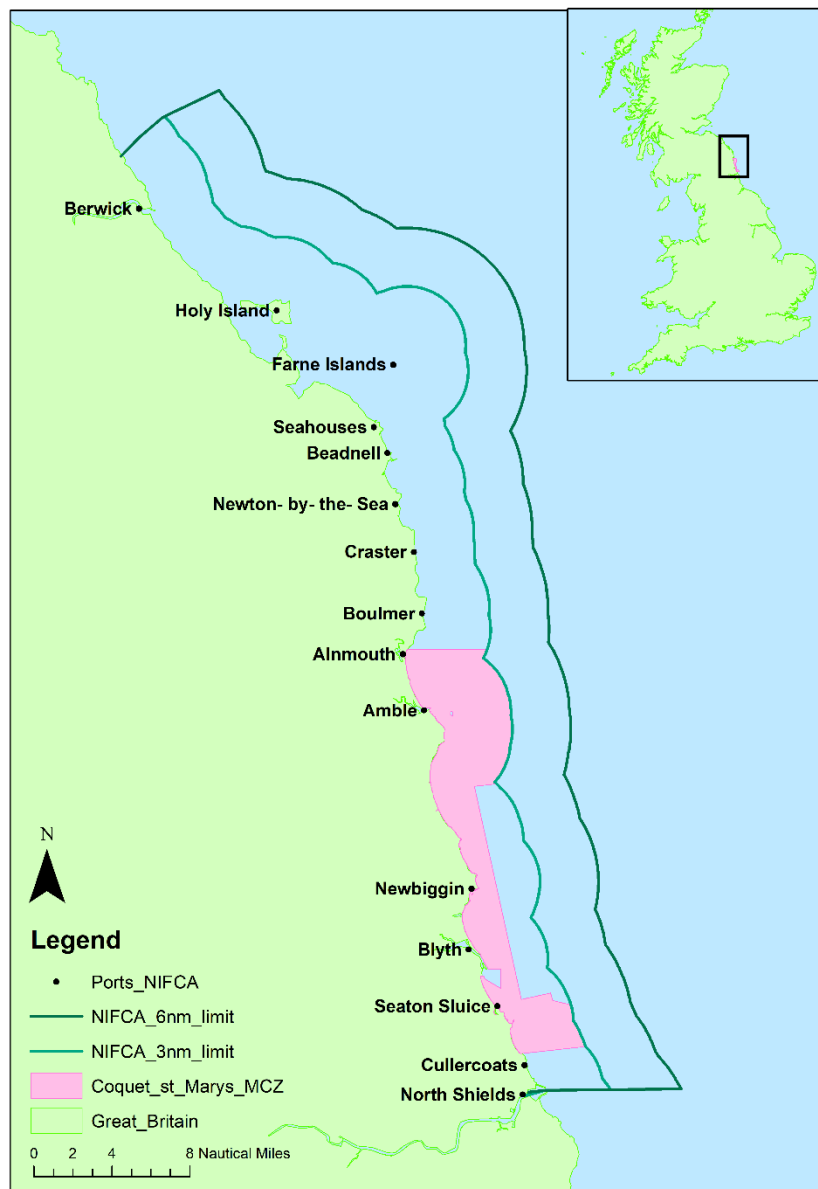 Berwick
Holy Island
Farne Islands
Seahouses
Beadnell
Newton- by- the- Sea
Craster
Boulmer
Alnmouth
Amble
N
Newbiggin
Legend
Blyth
Ports_NIFCA
Seaton Sluice
NIFCA_6nm_limit
NIFCA_3nm_limit
Cullercoats
Coquet_st_Marys_MCZ
North Shields
Great_Britain
0 2 4 8 Nautical Miles